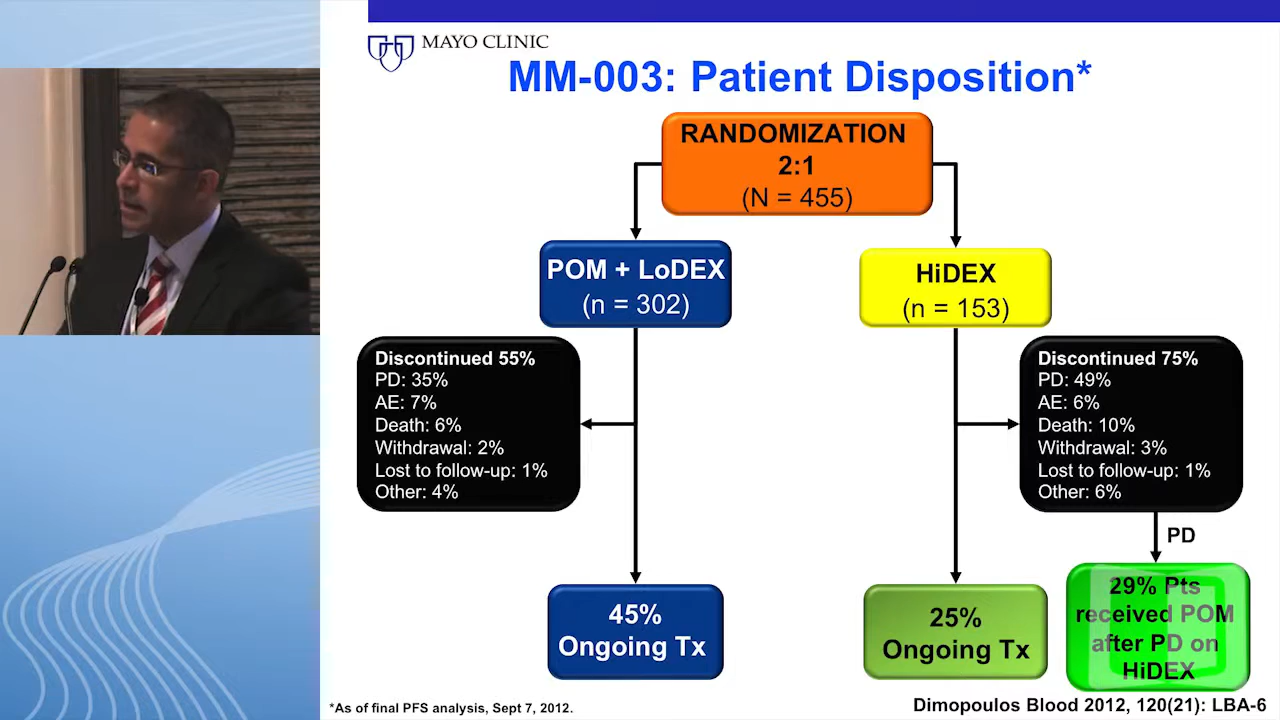 MAYO CLINIC
MM-003: Patient Disposition*
RANDOMIZATION
2:1
(N = 455)
POM + LoDEX
(n = 302)
HiDEX
(n = 153)
Discontinued 55%
PD: 35%
AE: 7%
Death: 6%
Withdrawal: 2%
Lost to follow-up: 1%
Other: 4%
Discontinued 75%
PD: 49%
AE: 6%
Death: 10%
Withdrawal: 3%
Lost to follow-up: 1%
Other: 6%
PD
45%
Ongoing Tx
25%
Ongoing Tx
29% Pts
received POM
after PD on
HiDEX
*As of final PFS analysis, Sept 7, 2012.
Dimopoulos Blood 2012, 120(21): LBA-6